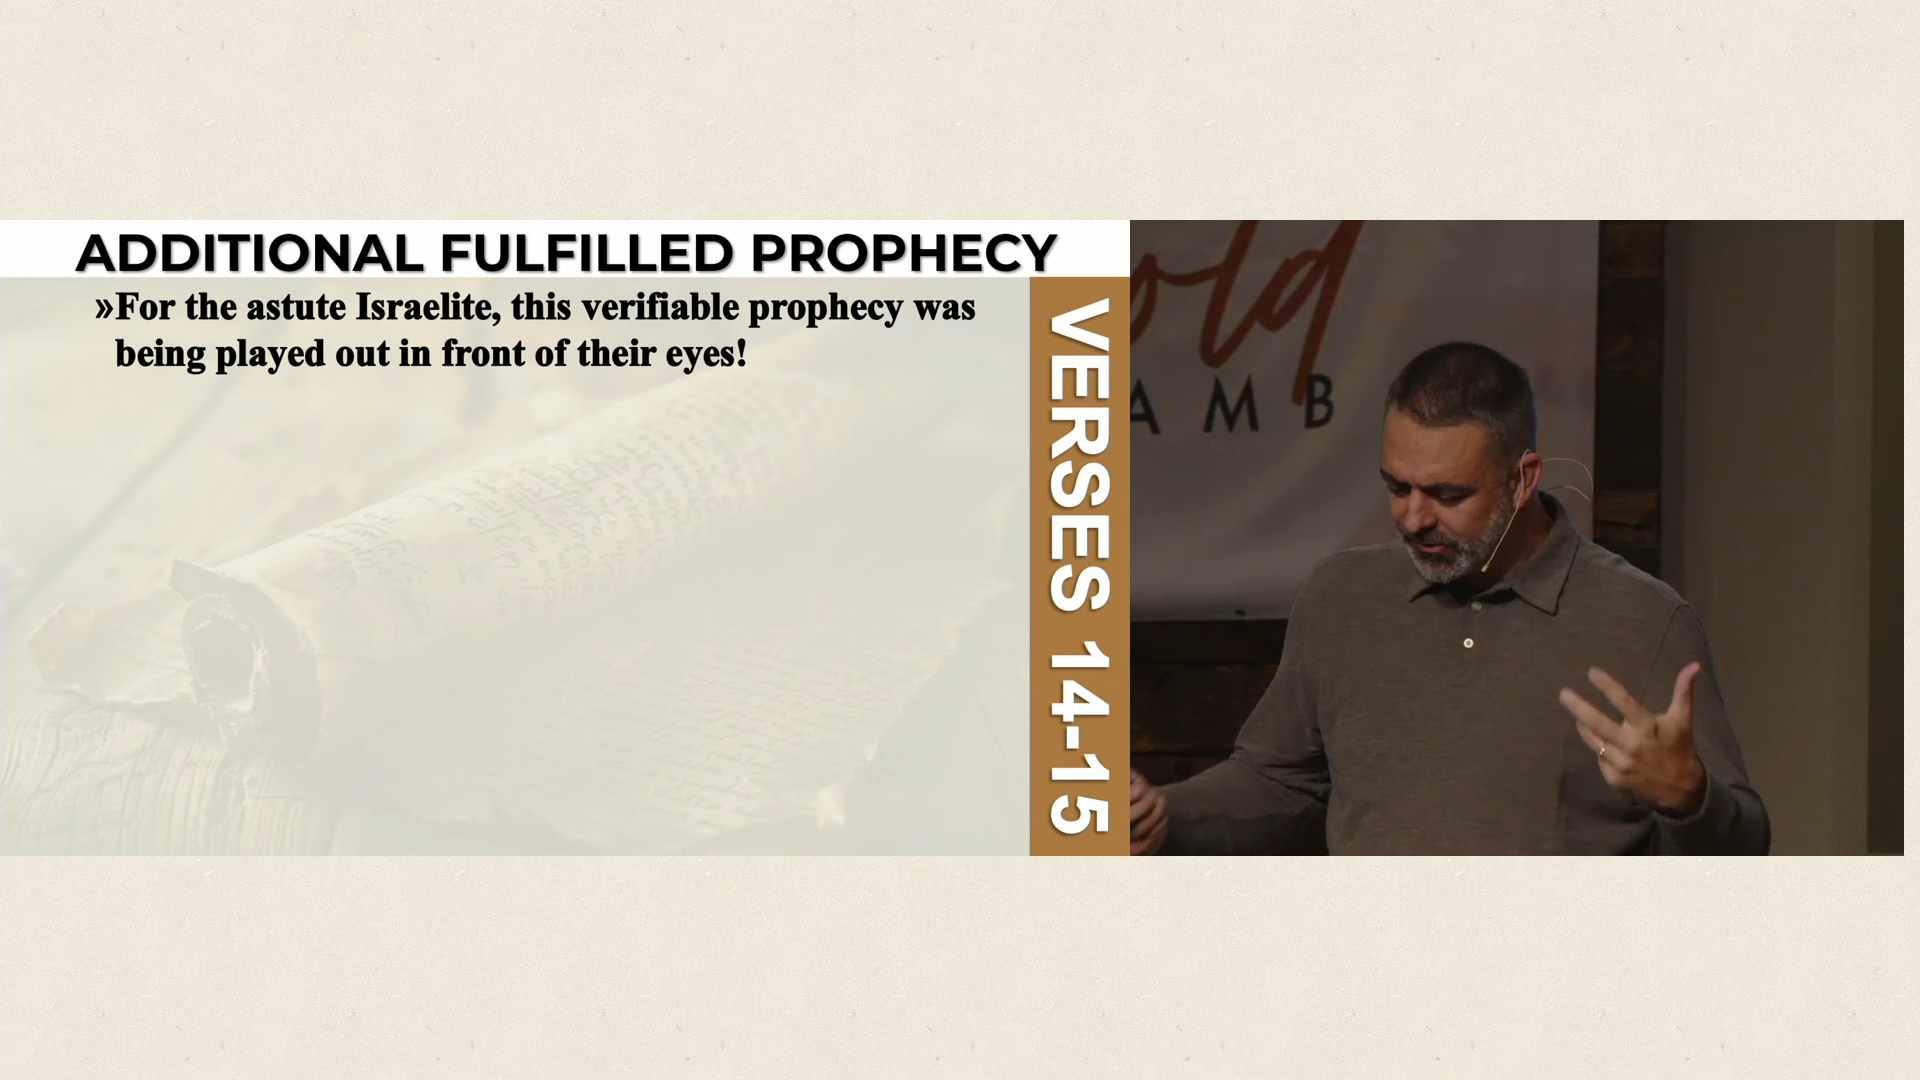 ADDITIONAL FULFILLED PROPHECY
»For the astute Israelite, this verifiable prophecy was
being played out in front of their eyes!
VERSES 14-15
old
AMB